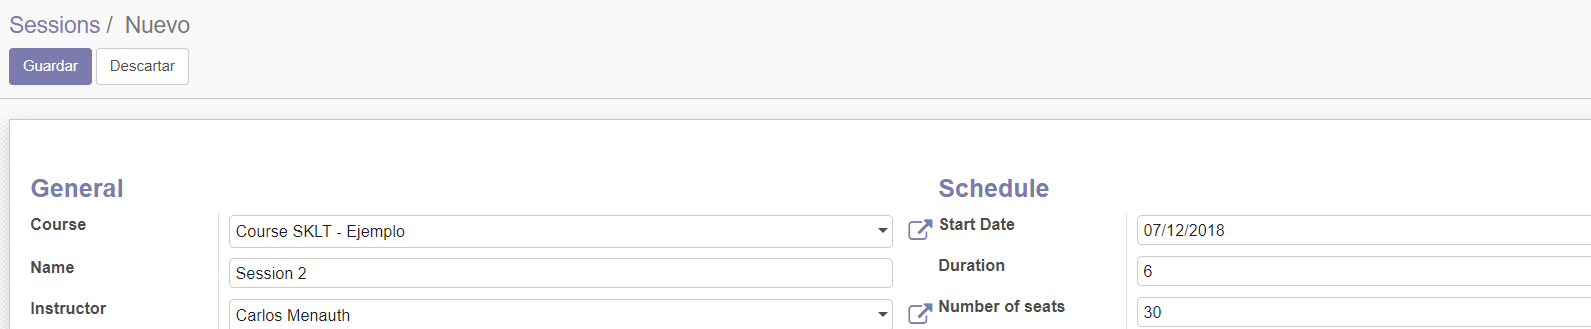 Sessions / Nuevo
Guardar Descartar
General
Course Course SKLT - Ejemplo
Name Session 2
Instructor Carlos Menauth
Schedule
Start Date 07/12/2018
Duration 6
Number of seats 30